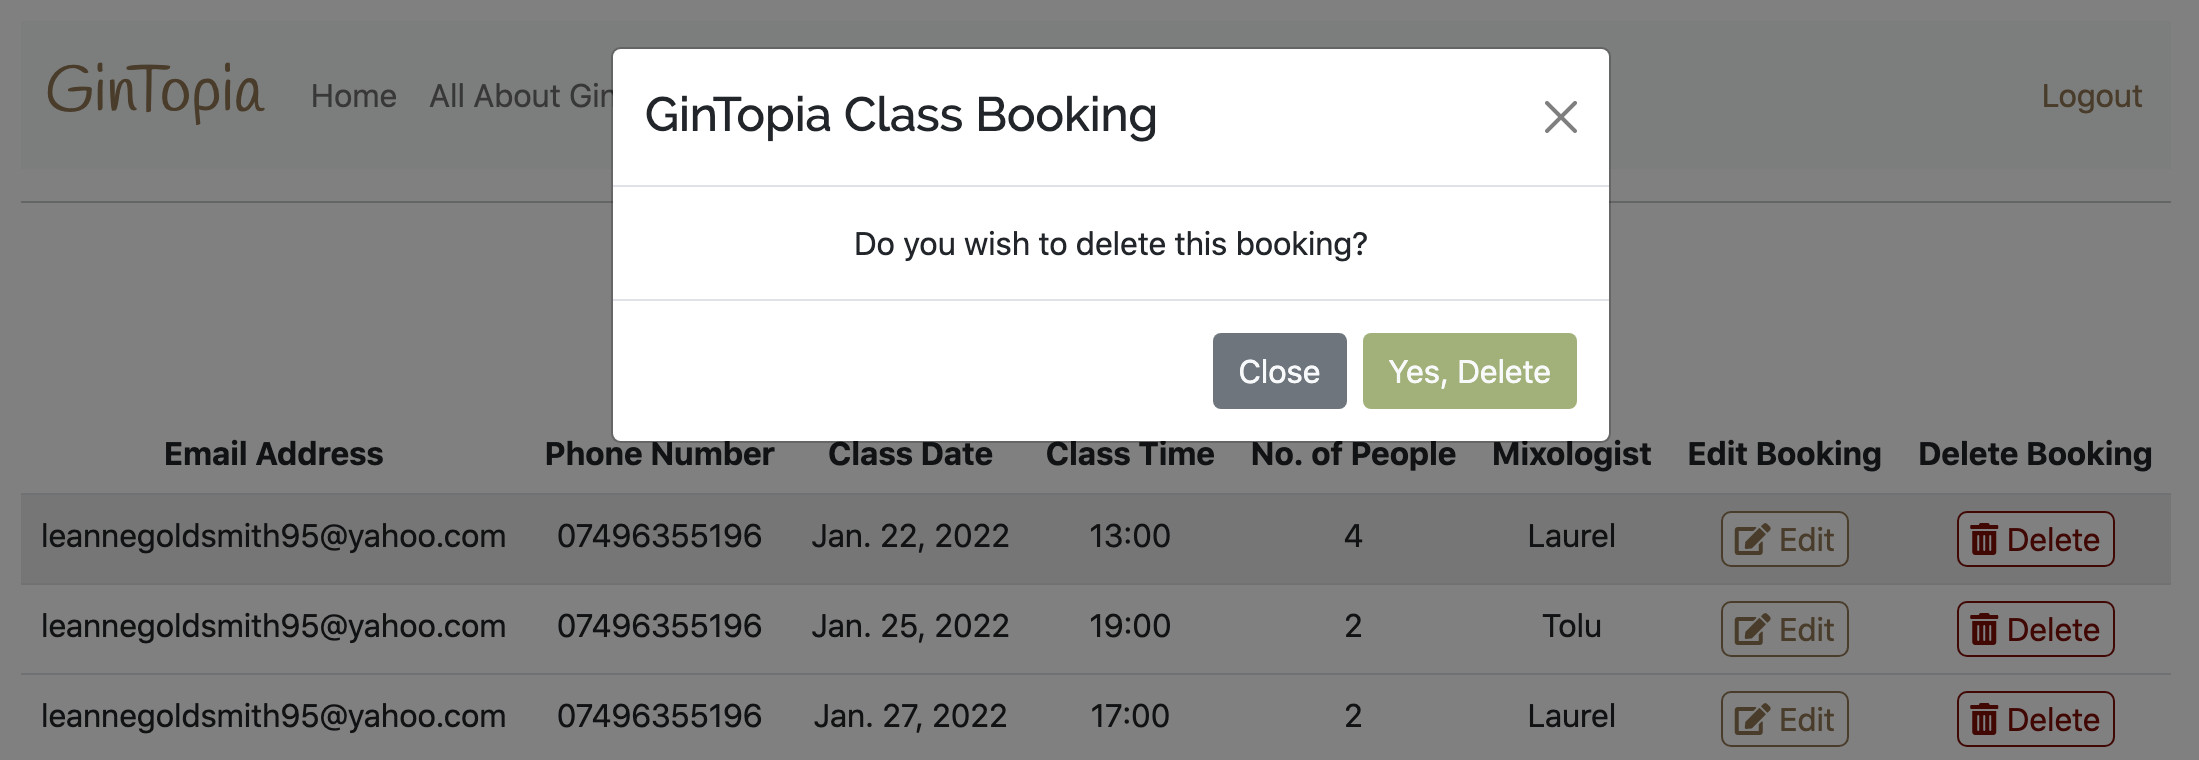 GinTopia Home All About Gin Logout
GinTopia Class Booking
Do you wish to delete this booking?
Close Yes, Delete
Email Address Phone Number Class Date Class Time No. of People Mixologist Edit Booking Delete Booking
leannegoldsmith95@yahoo.com 07496355196 Jan. 22, 2022 13:00 4 Laurel Edit Delete
leannegoldsmith95@yahoo.com 07496355196 Jan. 25, 2022 19:00 2 Tolu Edit Delete
leannegoldsmith95@yahoo.com 07496355196 Jan. 27, 2022 17:00 2 Laurel Edit Delete